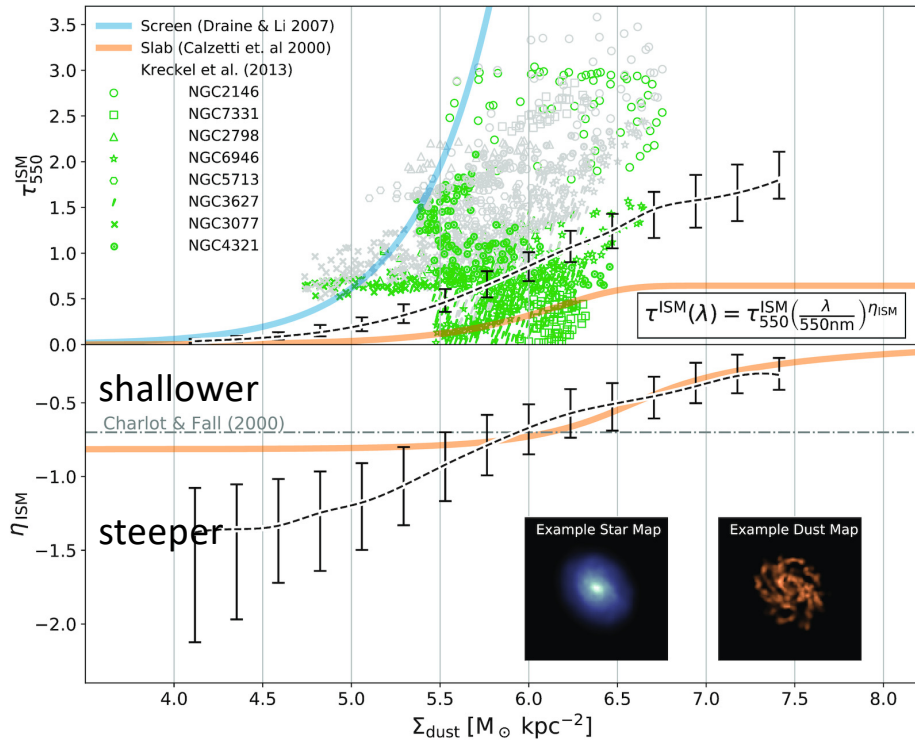 Screen (Draine & Li 2007)
Slab (Calzetti et. al 2000)
Kreckel et al. (2013)
NGC2146
NGC7331
NGC2798
NGC6946
NGC5713
NGC3627
NGC3077
NGC4321
3.5
3.0
2.5
2.0
1.5
1.0
0.5
0.0
τ^ISM_550
τ^ISM(λ) = τ^ISM_550(λ/550nm)^η_ISM
shallower
Charlot & Fall (2000)
steeper
−0.5
−1.0
−1.5
−2.0
η_ISM
Example Star Map
Example Dust Map
4.0 4.5 5.0 5.5 6.0 6.5 7.0 7.5 8.0
Σ_dust [M_⊙ kpc^−2]